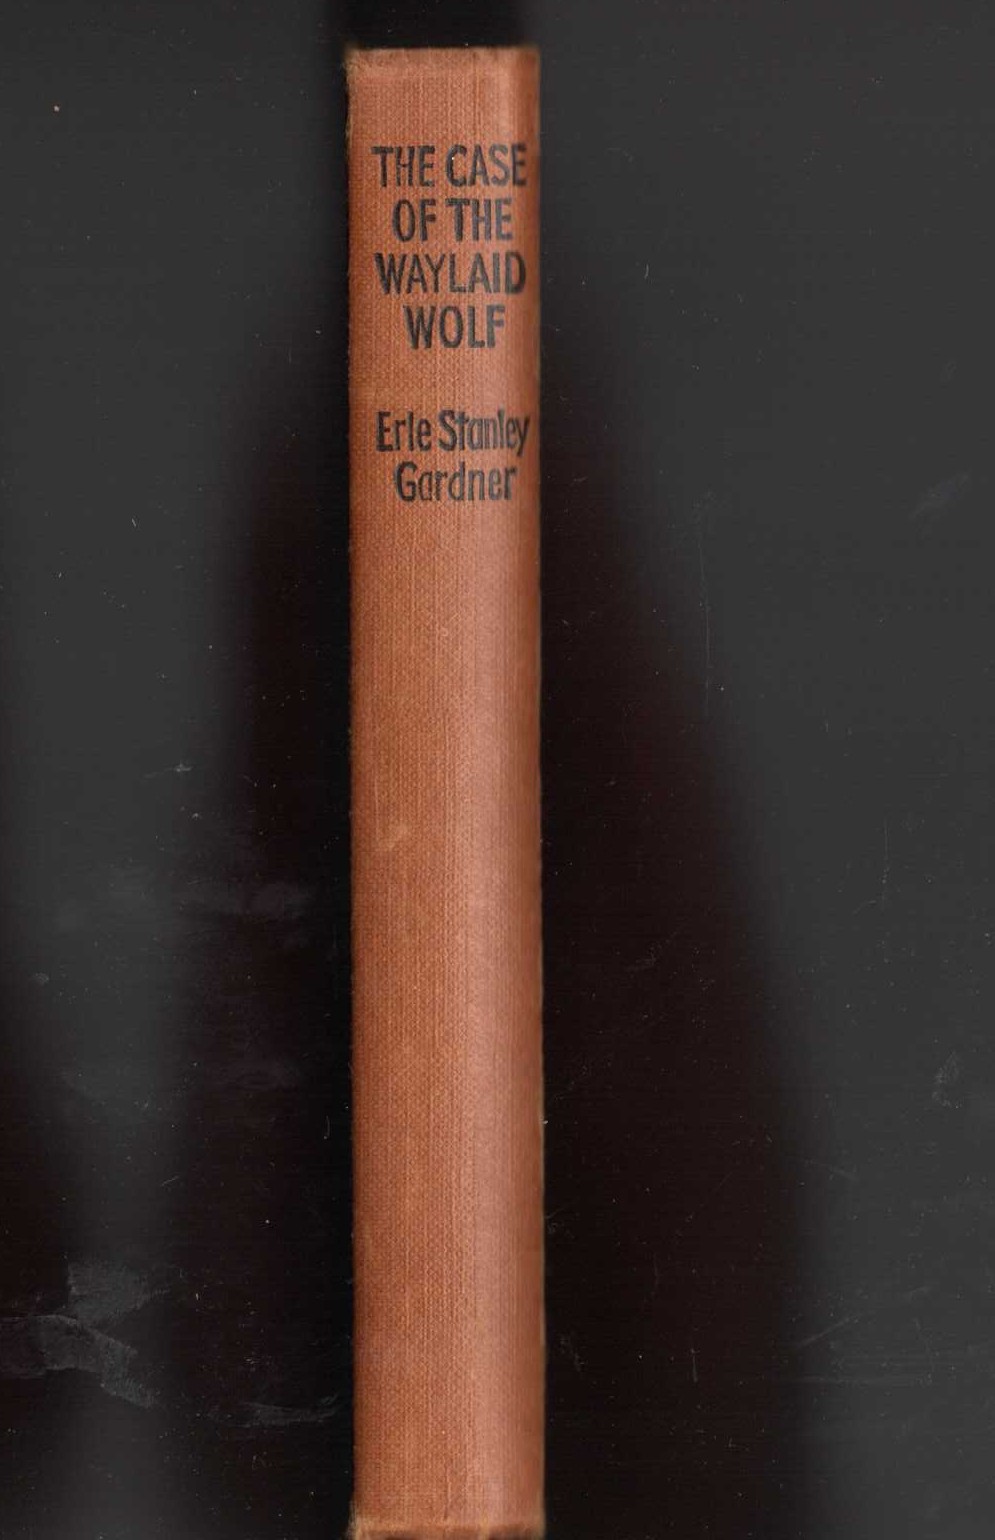 THE CASE
OF THE
WAYLAID
WOLF
Erle Stanley
Gardner